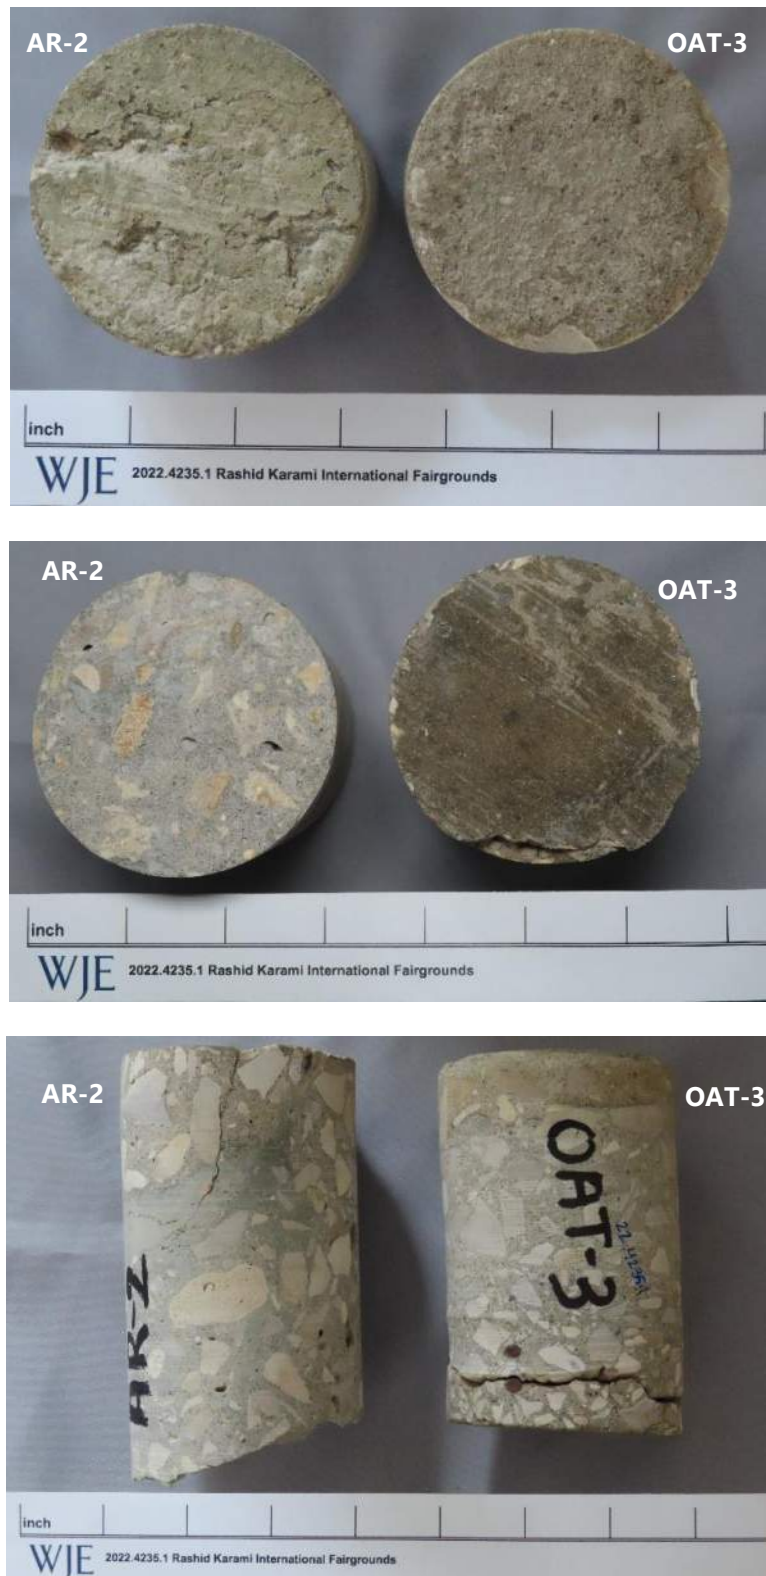 AR-2
OAT-3
inch
WJE 2022.4235.1 Rashid Karami International Fairgrounds
AR-2
OAT-3
inch
WJE 2022.4235.1 Rashid Karami International Fairgrounds
AR-2
OAT-3
OAT-3
AR-2
inch
WJE 2022.4235.1 Rashid Karami International Fairgrounds